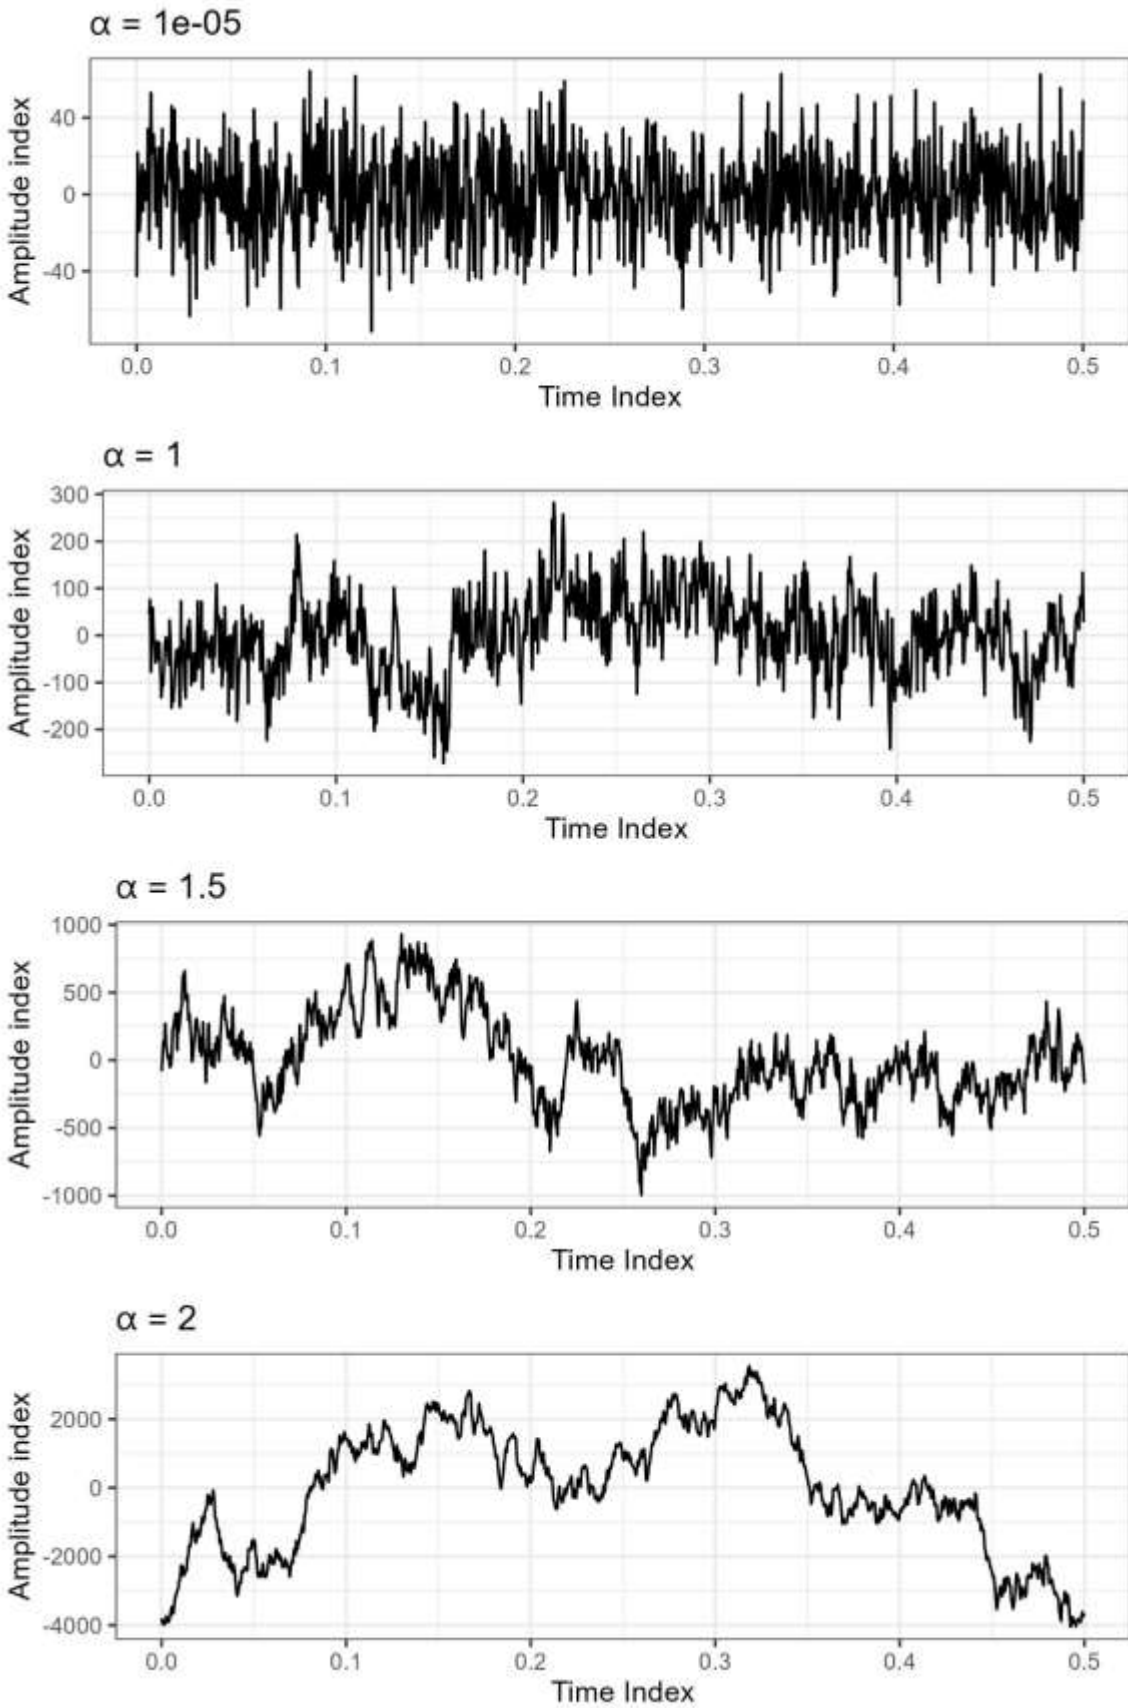 α = 1e-05
Amplitude index
40
0
-40
0.0 0.1 0.2 0.3 0.4 0.5
Time Index
α = 1
Amplitude index
300
200
100
0
-100
-200
0.0 0.1 0.2 0.3 0.4 0.5
Time Index
α = 1.5
Amplitude index
1000
500
0
-500
-1000
0.0 0.1 0.2 0.3 0.4 0.5
Time Index
α = 2
Amplitude index
2000
0
-2000
-4000
0.0 0.1 0.2 0.3 0.4 0.5
Time Index